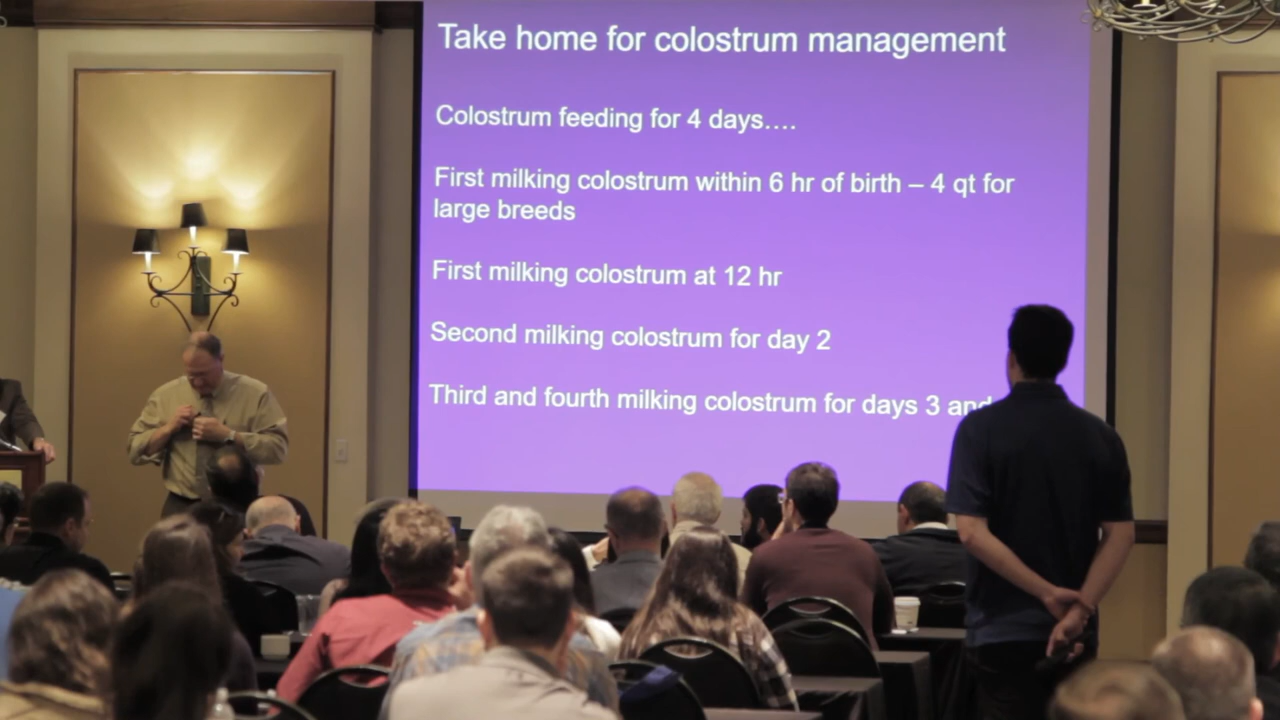 Take home for colostrum management
Colostrum feeding for 4 days....
First milking colostrum within 6 hr of birth – 4 qt for
large breeds
First milking colostrum at 12 hr
Second milking colostrum for day 2
Third and fourth milking colostrum for days 3 and